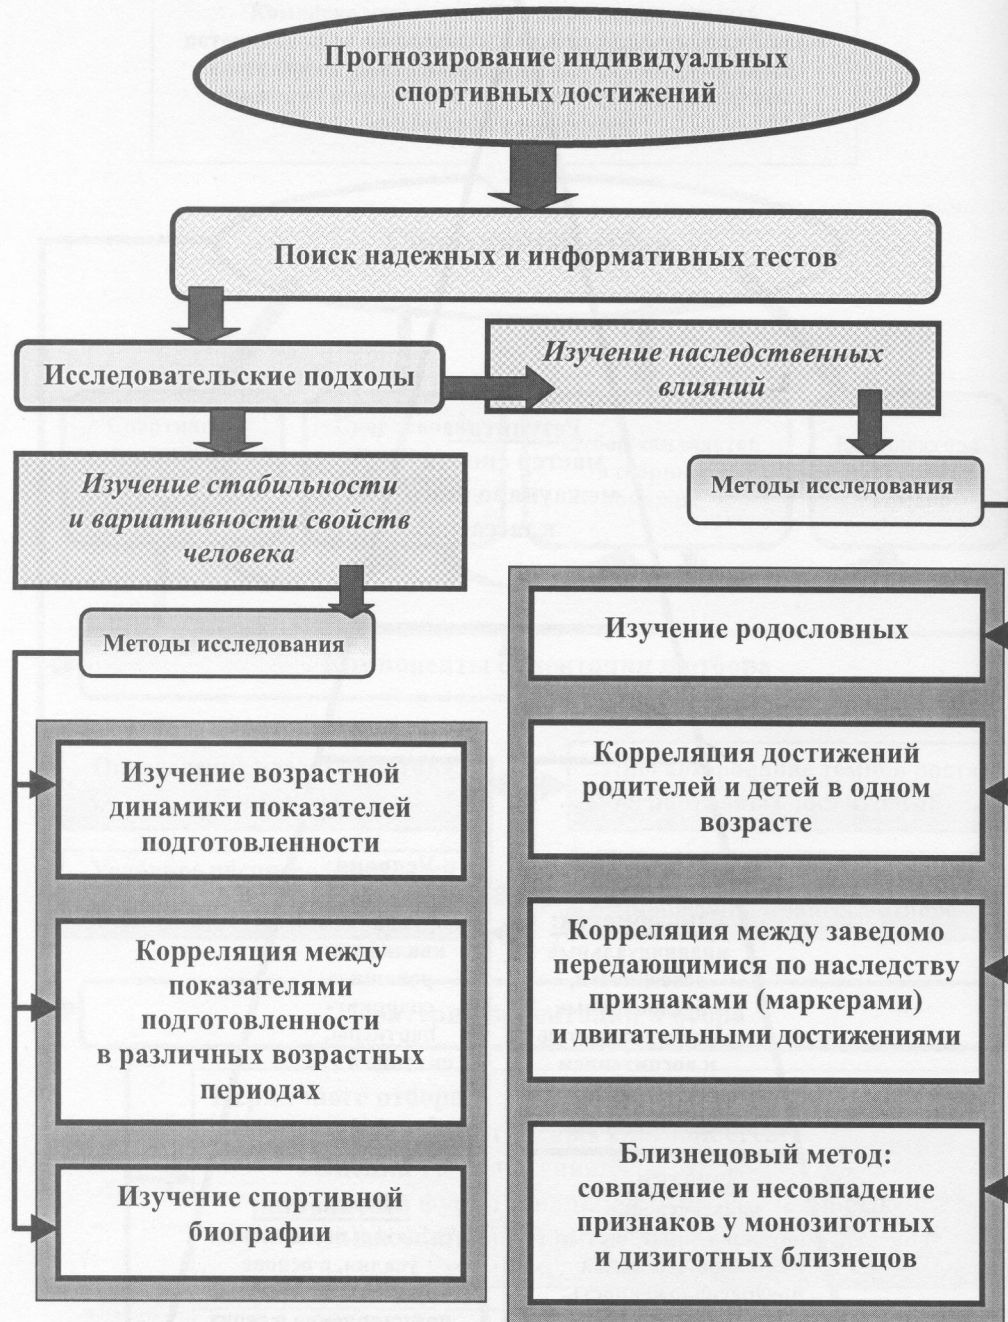 Прогнозирование индивидуальных
спортивных достижений
Поиск надежных и информативных тестов
Исследовательские подходы
Изучение наследственных
влияний
Изучение стабильности
и вариативности свойств
человека
Методы исследования
Методы исследования
Изучение возрастной
динамики показателей
подготовленности
Корреляция между
показателями
подготовленности
в различных возрастных
периодах
Изучение спортивной
биографии
Изучение родословных
Корреляция достижений
родителей и детей в одном
возрасте
Корреляция между заведомо
передающимися по наследству
признаками (маркерами)
и двигательными достижениями
Близнецовый метод:
совпадение и несовпадение
признаков у монозиготных
и дизиготных близнецов